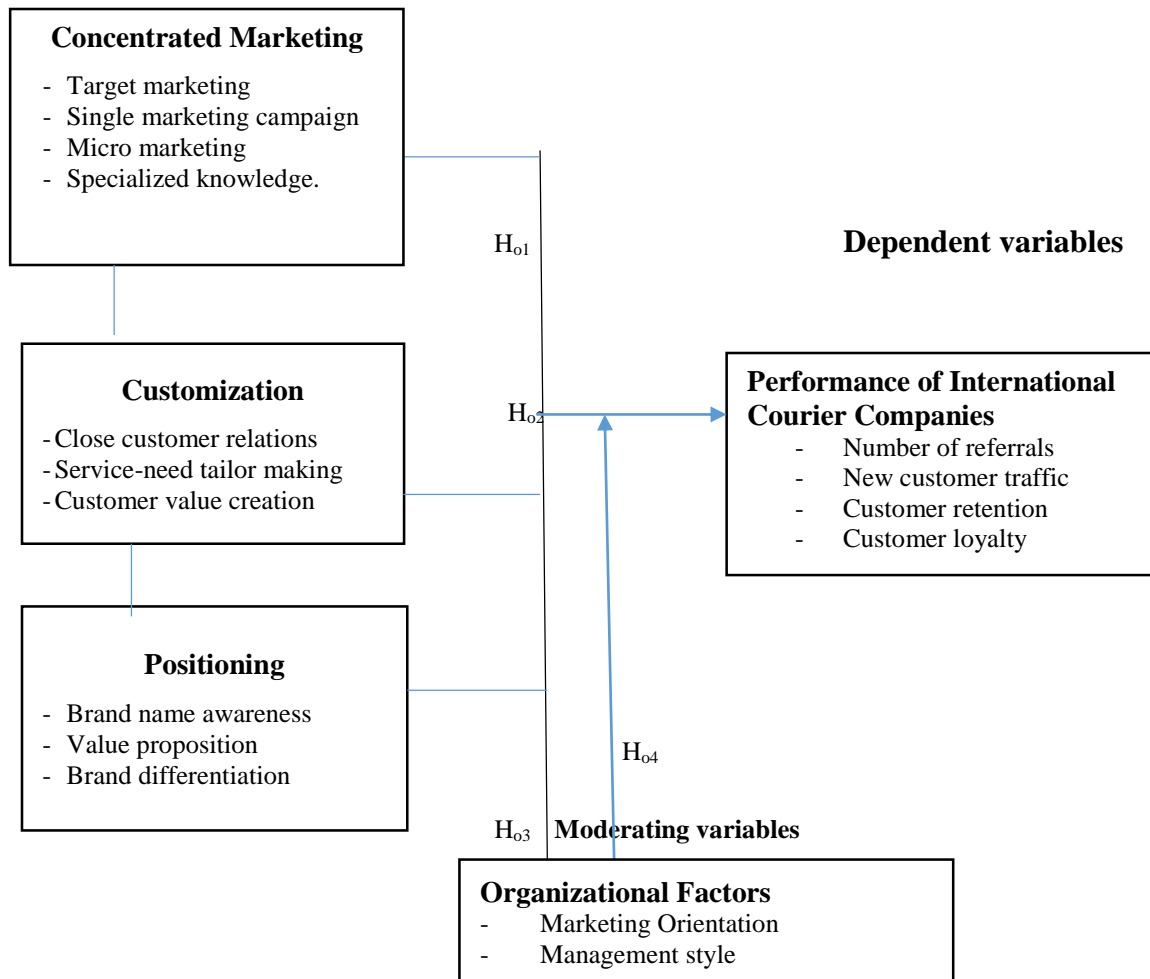 Concentrated Marketing
- Target marketing
- Single marketing campaign
- Micro marketing
- Specialized knowledge.
Ho1
Dependent variables
Customization
-Close customer relations
-Service-need tailor making
-Customer value creation
Ho2
Performance of International
Courier Companies
- Number of referrals
- New customer traffic
- Customer retention
- Customer loyalty
Positioning
- Brand name awareness
- Value proposition
- Brand differentiation
Ho4
Ho3
Moderating variables
Organizational Factors
- Marketing Orientation
- Management style